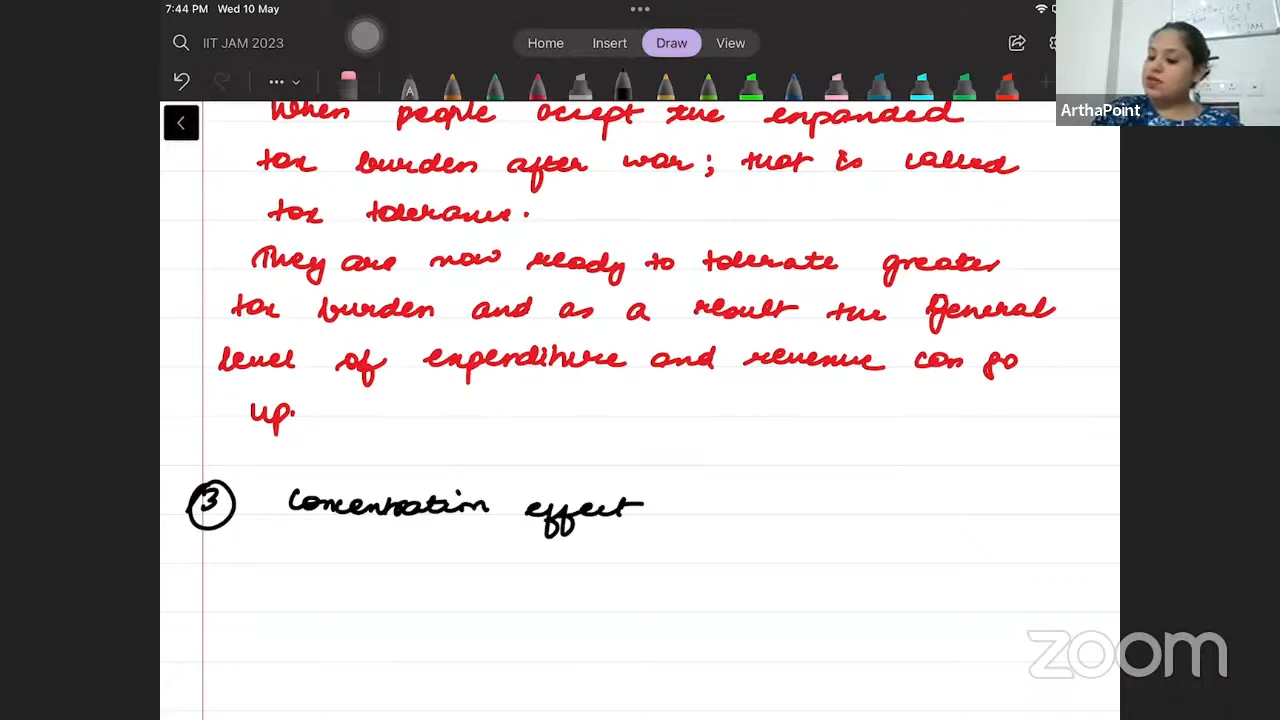 7:44 PM Wed 10 May
IIT JAM 2023
Home Insert Draw View
ArthaPoint
When people accept the expanded
tax burden after war; that is called
tax tolerance.
They are now ready to tolerate greater
tax burden and as a result the General
level of expenditure and revenue can go
up.
3 Concentration effect
zoom